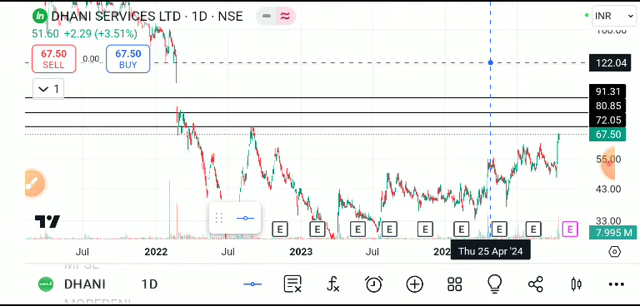 DHANI SERVICES LTD · 1D · NSE
INR
51.60 +2.29 (+3.51%)
67.50
SELL
0.00
67.50
BUY
122.04
1
91.31
80.85
72.05
67.50
55.00
43.00
33.00
7.995 M
E E E E E E E E E
Jul 2022 Jul 2023 Jul
Thu 25 Apr '24
DHANI 1D